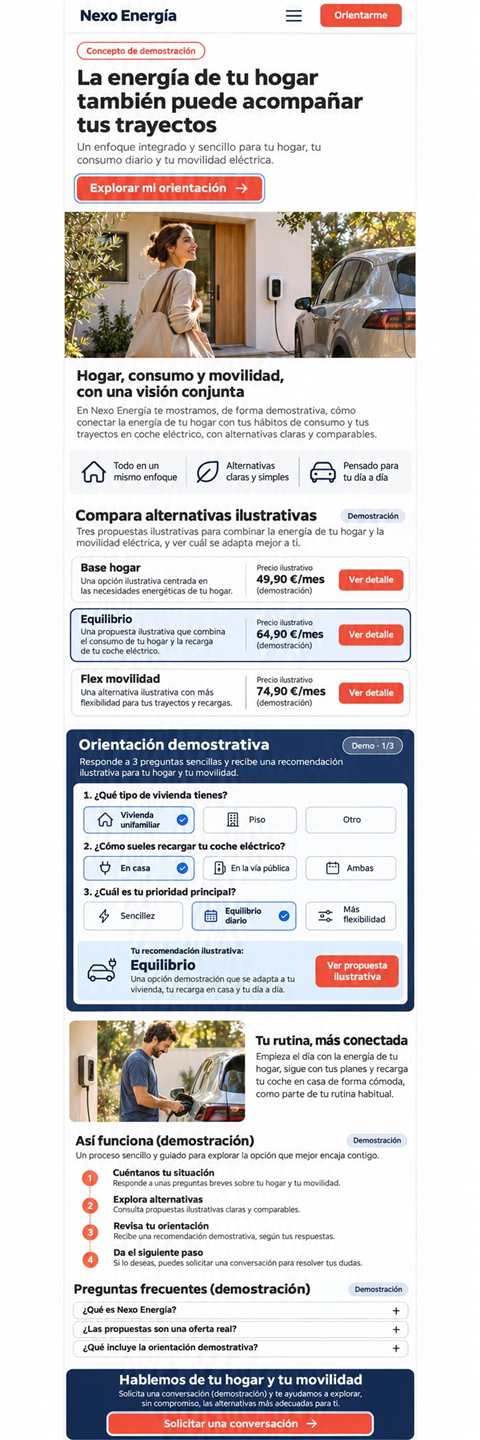 Nexo Energía
Orientarme
Concepto de demostración
La energía de tu hogar
también puede acompañar
tus trayectos
Un enfoque integrado y sencillo para tu hogar, tu
consumo diario y tu movilidad eléctrica.
Explorar mi orientación →
Hogar, consumo y movilidad,
con una visión conjunta
En Nexo Energía te mostramos, de forma demostrativa, cómo
conectar la energía de tu hogar con tus hábitos de consumo y tus
trayectos en coche eléctrico, con alternativas claras y comparables.
Todo en un
mismo enfoque
Alternativas
claras y simples
Pensado para
tu día a día
Compara alternativas ilustrativas
Demostración
Tres propuestas ilustrativas para combinar la energía de tu hogar y la
movilidad eléctrica, y ver cuál se adapta mejor a ti.
Base hogar
Una opción ilustrativa centrada en
las necesidades energéticas de tu hogar.
Precio ilustrativo
49,90 €/mes
(demostración)
Ver detalle
Equilibrio
Una propuesta ilustrativa que combina
el consumo de tu hogar y la recarga
de tu coche eléctrico.
Precio ilustrativo
64,90 €/mes
(demostración)
Ver detalle
Flex movilidad
Una alternativa ilustrativa con más
flexibilidad para tus trayectos y recargas.
Precio ilustrativo
74,90 €/mes
(demostración)
Ver detalle
Orientación demostrativa
Demo · 1/3
Responde a 3 preguntas sencillas y recibe una recomendación
ilustrativa para tu hogar y tu movilidad.
1. ¿Qué tipo de vivienda tienes?
Vivienda
unifamiliar
Piso
Otro
2. ¿Cómo sueles recargar tu coche eléctrico?
En casa
En la vía pública
Ambas
3. ¿Cuál es tu prioridad principal?
Sencillez
Equilibrio
diario
Más
flexibilidad
Tu recomendación ilustrativa:
Equilibrio
Una opción demostración que se adapta a tu
vivienda, tu recarga en casa y tu día a día.
Ver propuesta
ilustrativa
Tu rutina, más conectada
Empieza el día con la energía de tu
hogar, sigue con tus planes y recarga
tu coche en casa de forma cómoda,
como parte de tu rutina habitual.
Así funciona (demostración)
Demostración
Un proceso sencillo y guiado para explorar la opción que mejor encaja contigo.
1
Cuéntanos tu situación
Responde a unas preguntas breves sobre tu hogar y tu movilidad.
2
Explora alternativas
Consulta propuestas ilustrativas claras y comparables.
3
Revisa tu orientación
Recibe una recomendación demostrativa, según tus respuestas.
4
Da el siguiente paso
Si lo deseas, puedes solicitar una conversación para resolver tus dudas.
Preguntas frecuentes (demostración)
Demostración
¿Qué es Nexo Energía? +
¿Las propuestas son una oferta real? +
¿Qué incluye la orientación demostrativa? +
Hablemos de tu hogar y tu movilidad
Solicita una conversación (demostración) y te ayudamos a explorar,
sin compromiso, las alternativas más adecuadas para ti.
Solicitar una conversación →